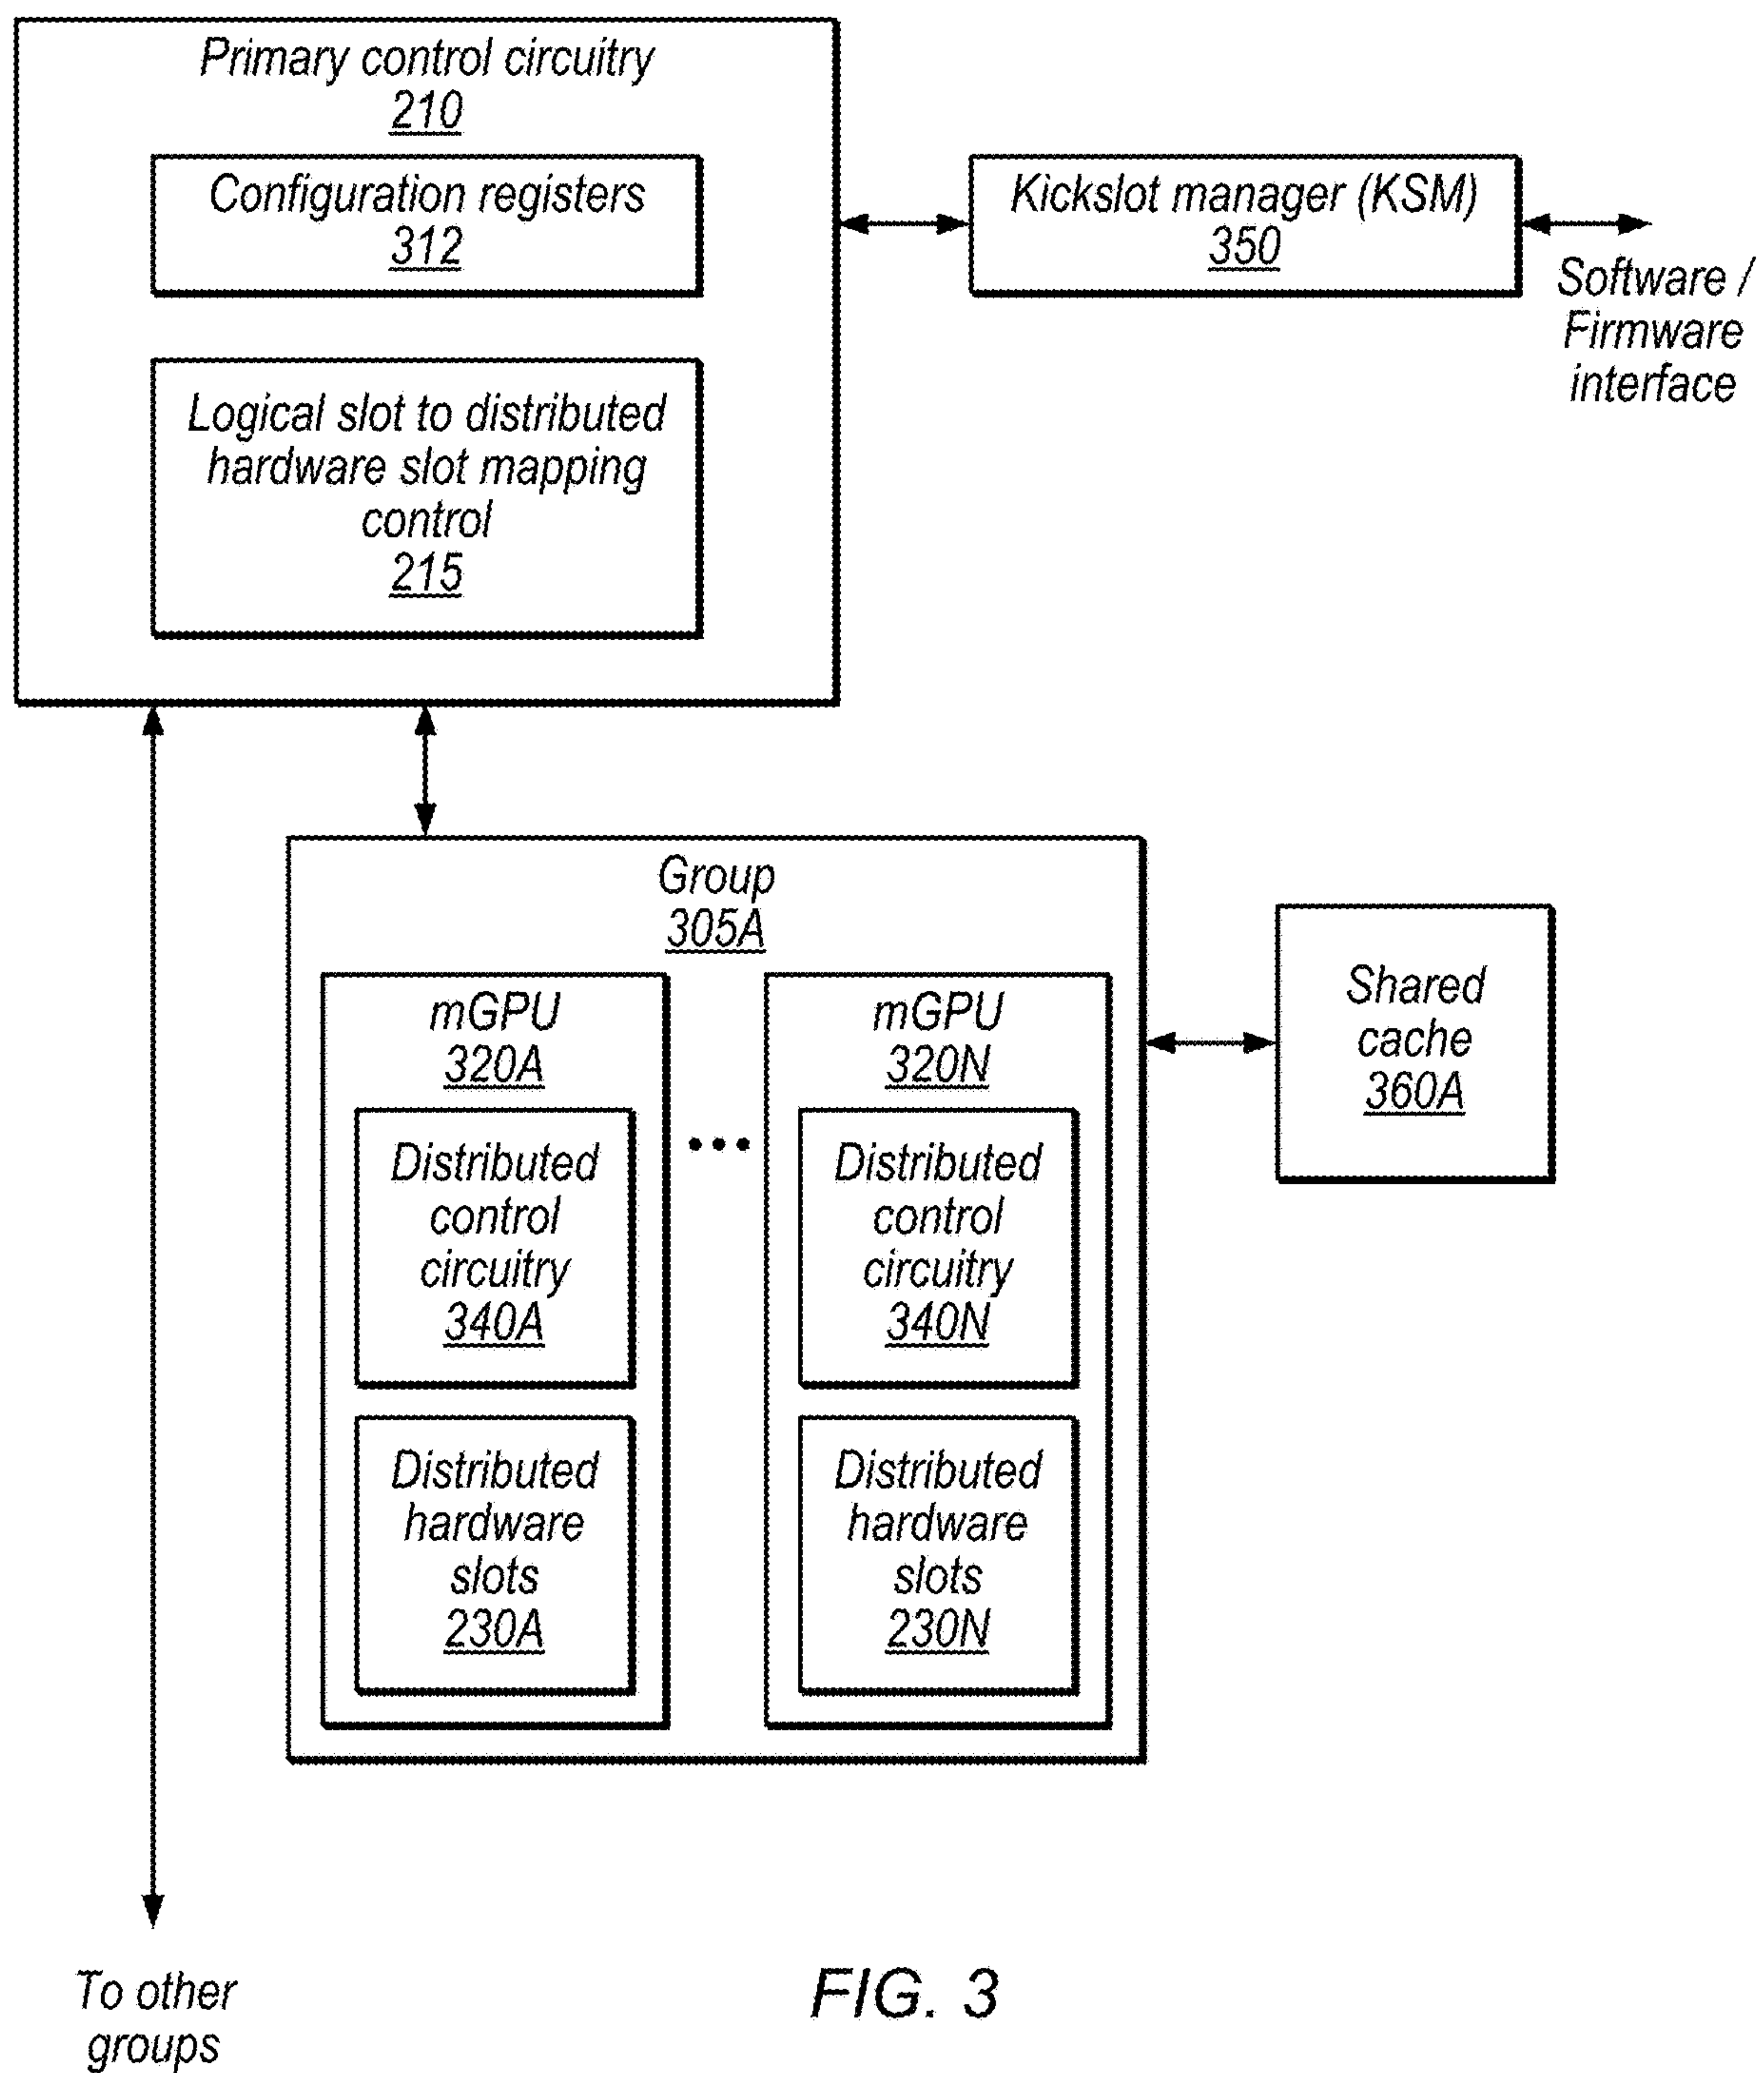 Primary control circuitry
210
Configuration registers
312
Logical slot to distributed
hardware slot mapping
control
215
Kickslot manager (KSM)
350
Software /
Firmware
interface
Group
305A
mGPU
320A
Distributed
control
circuitry
340A
Distributed
hardware
slots
230A
mGPU
320N
Distributed
control
circuitry
340N
Distributed
hardware
slots
230N
Shared
cache
360A
To other
groups
FIG. 3